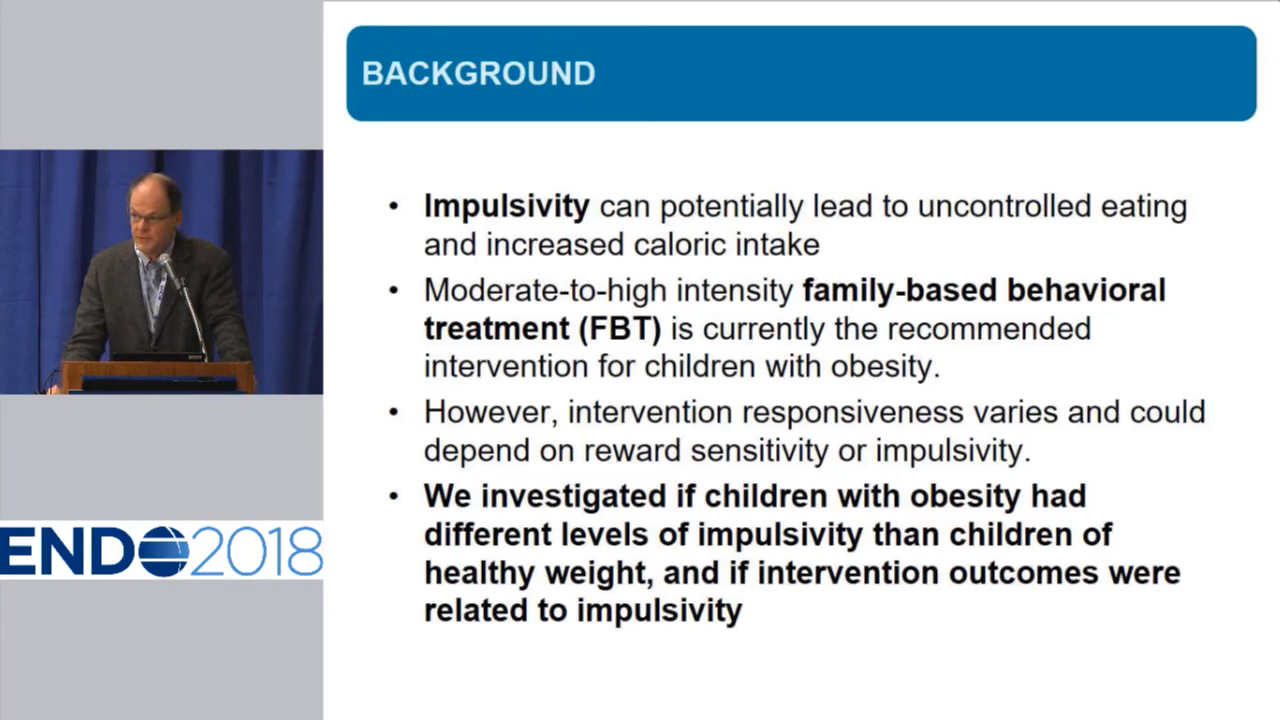 BACKGROUND
• Impulsivity can potentially lead to uncontrolled eating
and increased caloric intake
• Moderate-to-high intensity family-based behavioral
treatment (FBT) is currently the recommended
intervention for children with obesity.
• However, intervention responsiveness varies and could
depend on reward sensitivity or impulsivity.
• We investigated if children with obesity had
different levels of impulsivity than children of
healthy weight, and if intervention outcomes were
related to impulsivity
ENDO2018